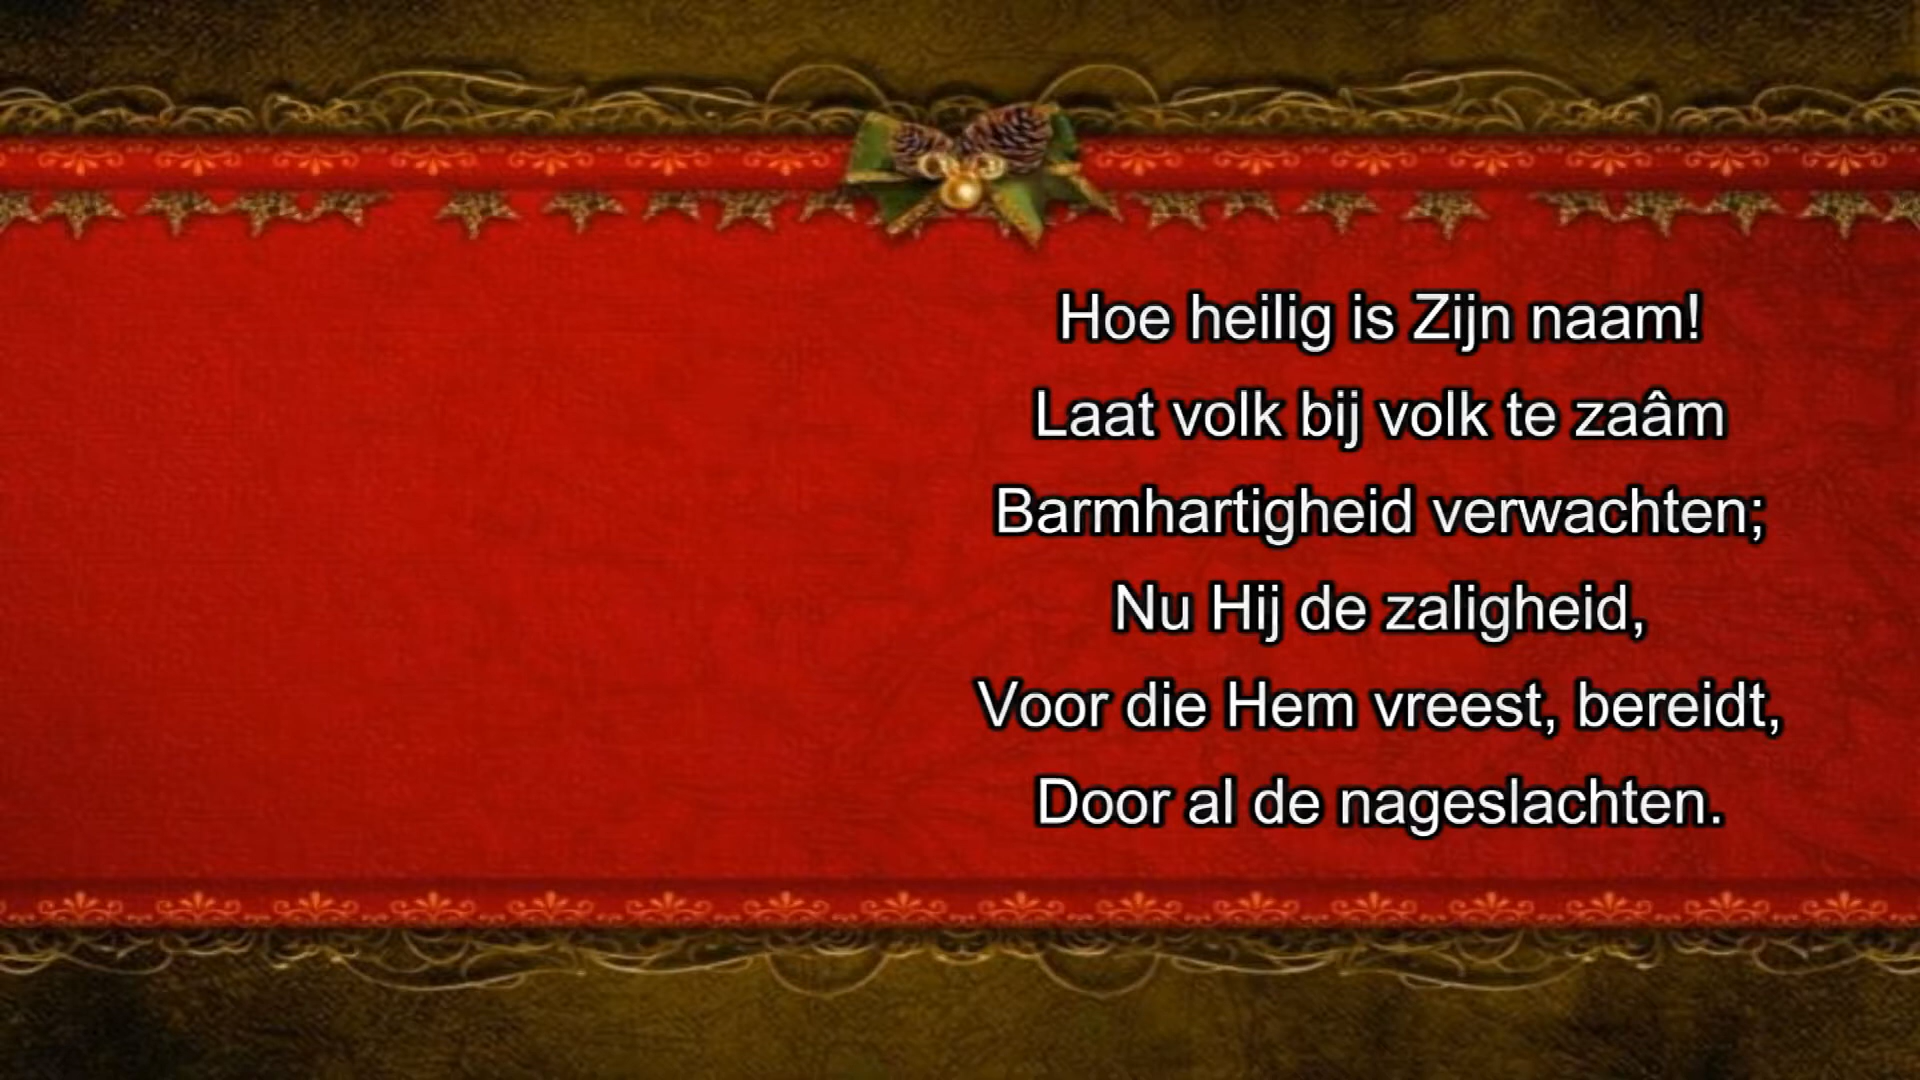 Hoe heilig is Zijn naam!
Laat volk bij volk te zaâm
Barmhartigheid verwachten;
Nu Hij de zaligheid,
Voor die Hem vreest, bereidt,
Door al de nageslachten.